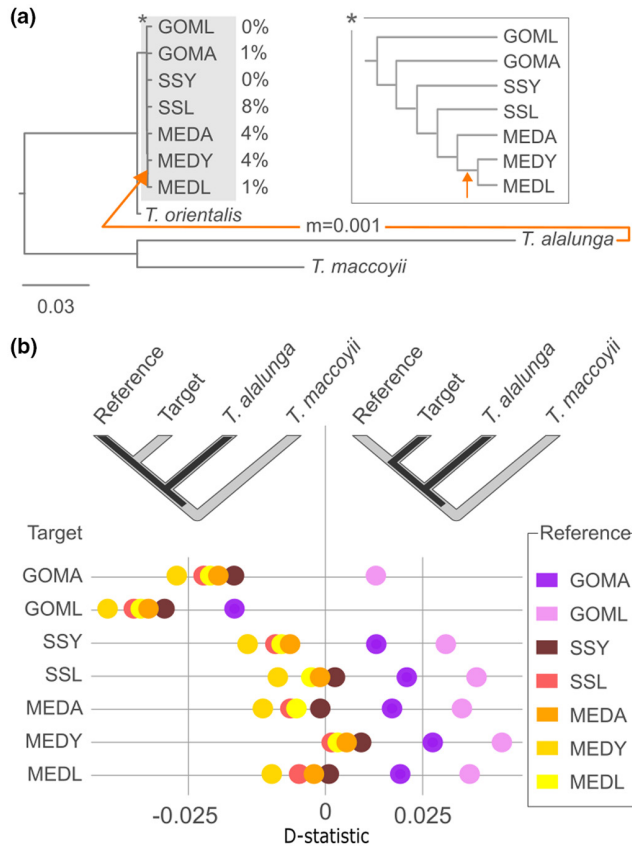 (a)
*
GOML 0%
GOMA 1%
SSY 0%
SSL 8%
MEDA 4%
MEDY 4%
MEDL 1%
T. orientalis
m=0.001
T. alalunga
T. maccoyii
0.03
*
GOML
GOMA
SSY
SSL
MEDA
MEDY
MEDL
(b)
Reference
Target
T. alalunga
T. maccoyii
Reference
Target
T. alalunga
T. maccoyii
Target
GOMA
GOML
SSY
SSL
MEDA
MEDY
MEDL
-0.025 0 0.025
D-statistic
Reference
GOMA
GOML
SSY
SSL
MEDA
MEDY
MEDL